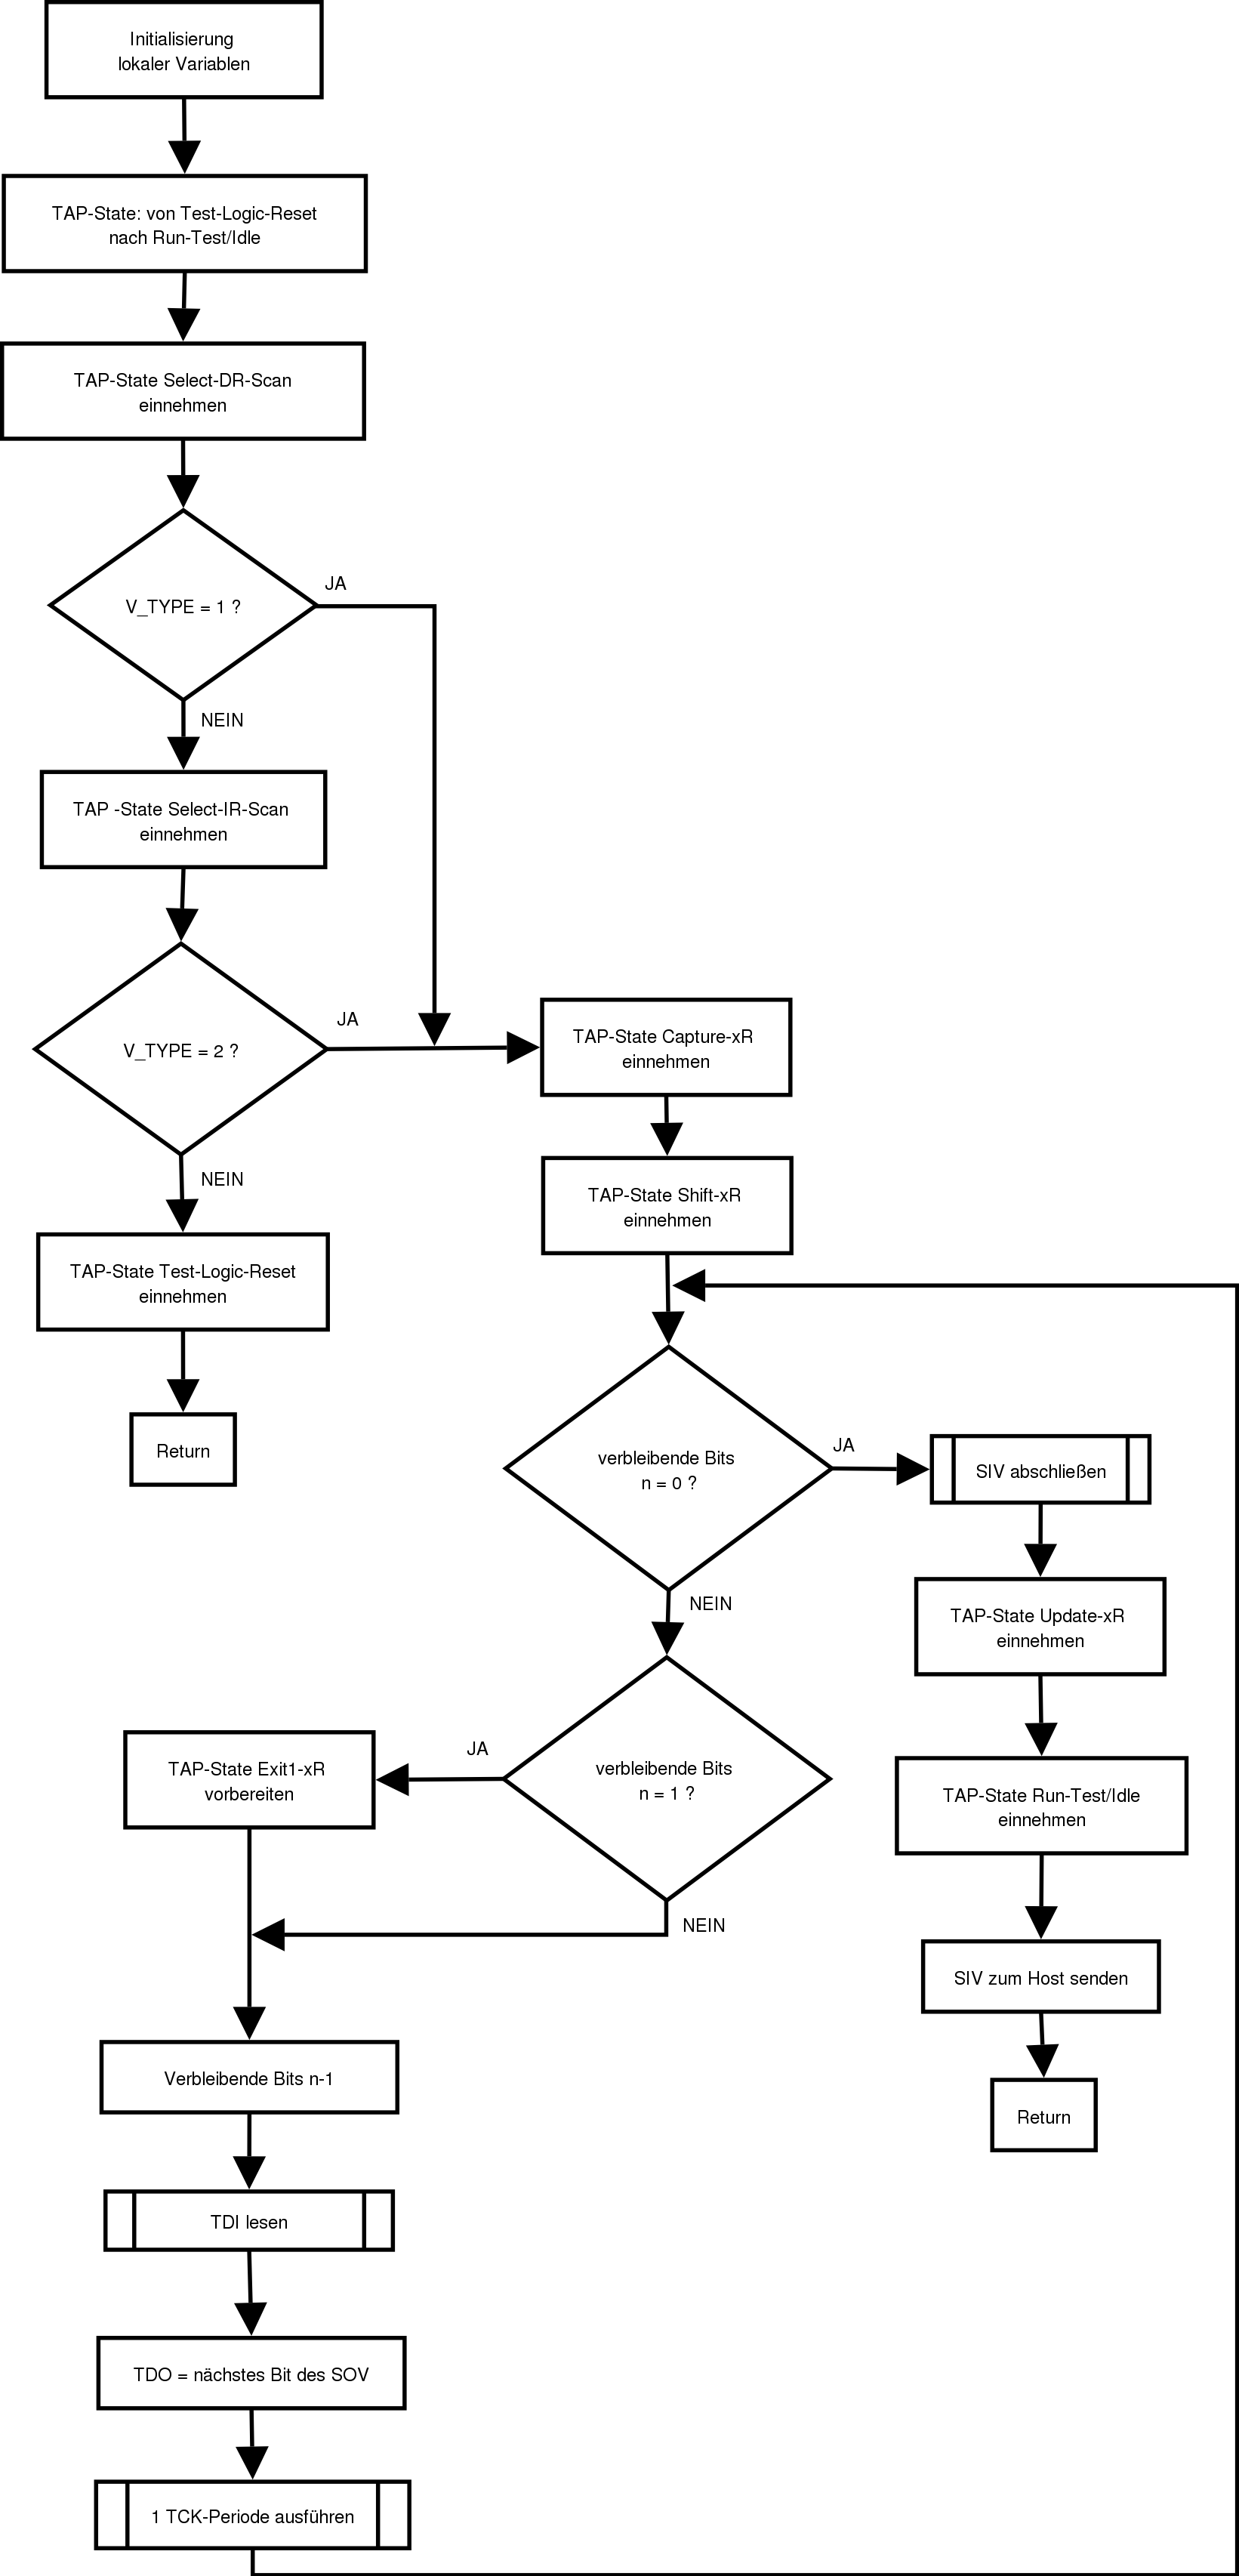 Initialisierung
lokaler Variablen
TAP-State: von Test-Logic-Reset
nach Run-Test/Idle
TAP-State Select-DR-Scan
einnehmen
V_TYPE = 1 ?
JA
NEIN
TAP -State Select-IR-Scan
einnehmen
V_TYPE = 2 ?
JA
NEIN
TAP-State Test-Logic-Reset
einnehmen
Return
TAP-State Capture-xR
einnehmen
TAP-State Shift-xR
einnehmen
verbleibende Bits
n = 0 ?
JA
NEIN
SIV abschließen
TAP-State Update-xR
einnehmen
TAP-State Run-Test/Idle
einnehmen
SIV zum Host senden
Return
verbleibende Bits
n = 1 ?
JA
NEIN
TAP-State Exit1-xR
vorbereiten
Verbleibende Bits n-1
TDI lesen
TDO = nächstes Bit des SOV
1 TCK-Periode ausführen